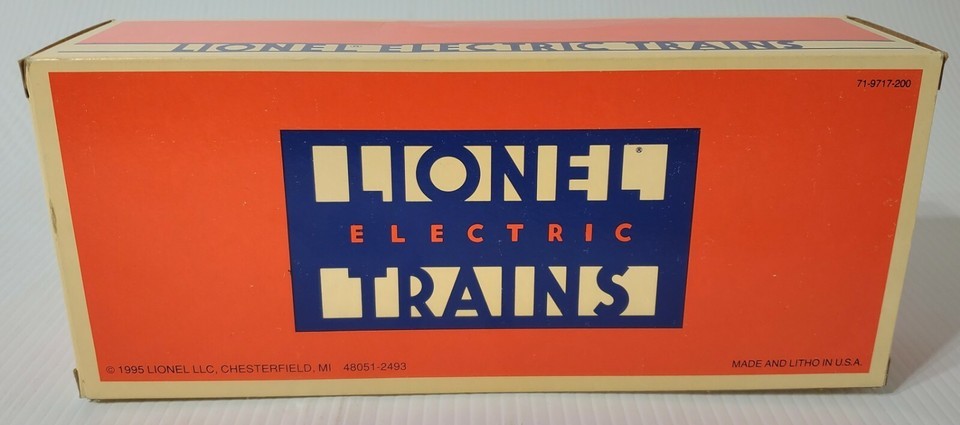 LIONEL® ELECTRIC TRAINS
71-9717-200
LIONEL®
ELECTRIC
TRAINS
© 1995 LIONEL LLC, CHESTERFIELD, MI 48051-2493
MADE AND LITHO IN U.S.A.